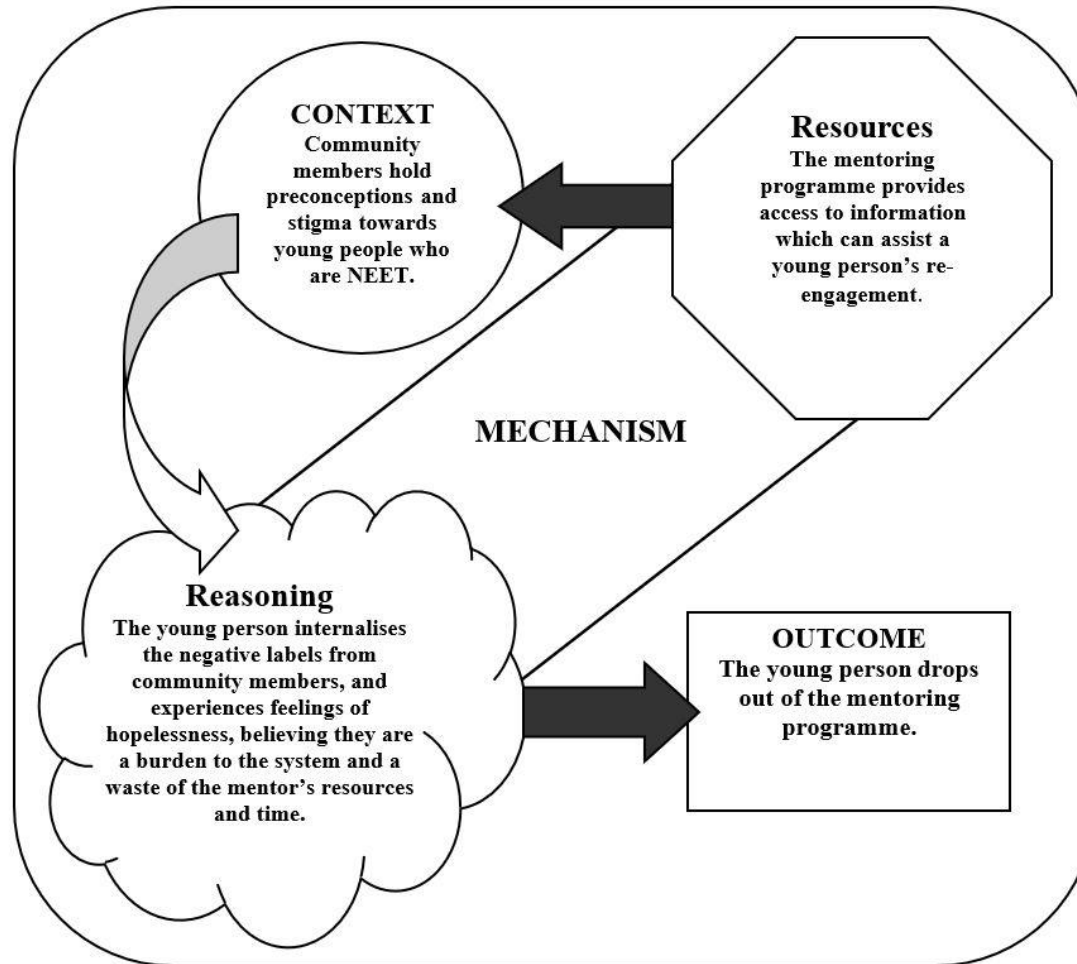 CONTEXT
Community
members hold
preconceptions and
stigma towards
young people who
are NEET.
Resources
The mentoring
programme provides
access to information
which can assist a
young person’s re-
engagement.
MECHANISM
Reasoning
The young person internalises
the negative labels from
community members, and
experiences feelings of
hopelessness, believing they are
a burden to the system and a
waste of the mentor’s resources
and time.
OUTCOME
The young person drops
out of the mentoring
programme.